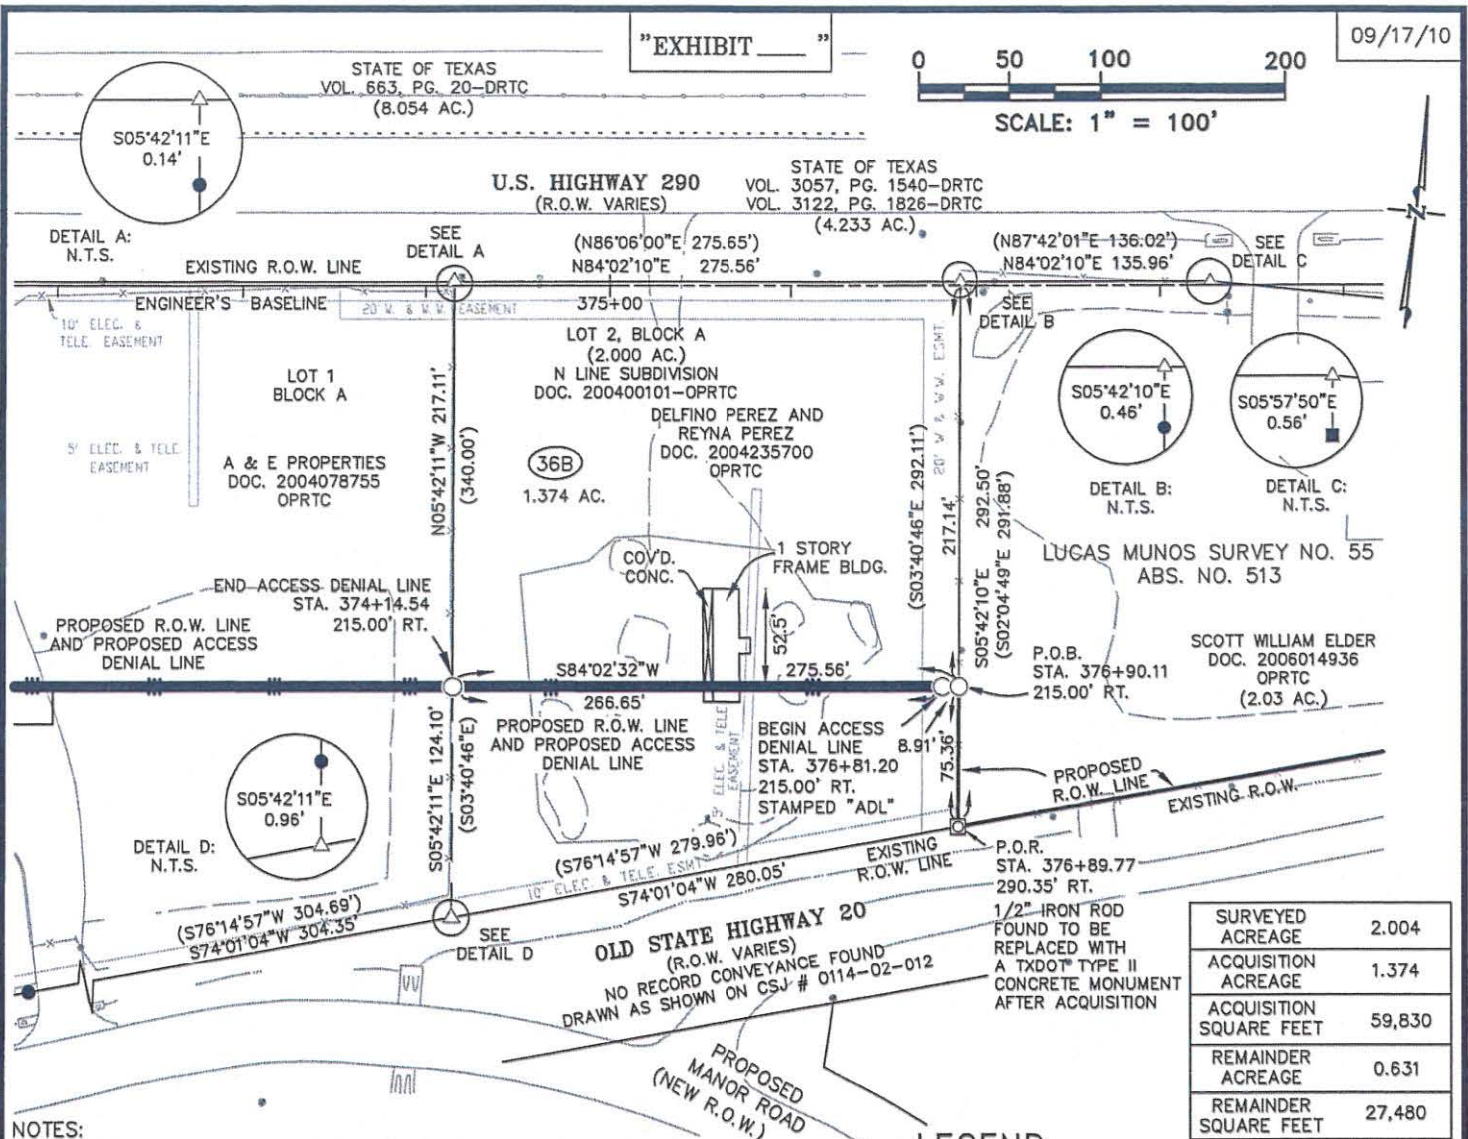 "EXHIBIT ____ "
09/17/10
0 50 100 200
SCALE: 1" = 100'
STATE OF TEXAS
VOL. 663, PG. 20-DRTC
(8.054 AC.)
S05°42'11"E
0.14'
DETAIL A:
N.T.S.
U.S. HIGHWAY 290
(R.O.W. VARIES)
STATE OF TEXAS
VOL. 3057, PG. 1540-DRTC
VOL. 3122, PG. 1826-DRTC
(4.233 AC.)
N
SEE
DETAIL A
(N86°06'00"E 275.65')
N84°02'10"E 275.56'
(N87°42'01"E 136.02')
N84°02'10"E 135.96'
SEE
DETAIL C
EXISTING R.O.W. LINE
ENGINEER'S BASELINE
375+00
SEE
DETAIL B
20' W. & W.W. EASEMENT
10' ELEC. &
TELE. EASEMENT
LOT 1
BLOCK A
5' ELEC. & TELE.
EASEMENT
A & E PROPERTIES
DOC. 2004078755
OPRTC
N05°42'11"W 217.11'
(340.00')
LOT 2, BLOCK A
(2.000 AC.)
N LINE SUBDIVISION
DOC. 200400101-OPRTC
DELFINO PEREZ AND
REYNA PEREZ
DOC. 2004235700
OPRTC
36B
1.374 AC.
20' W & W.W. ESMT.
(S03°40'46"E 292.11')
217.14'
S05°42'10"E 292.50'
(S02°04'49"E 291.88')
S05°42'10"E
0.46'
DETAIL B:
N.T.S.
S05°57'50"E
0.56'
DETAIL C:
N.T.S.
LUCAS MUNOS SURVEY NO. 55
ABS. NO. 513
COV'D.
CONC.
1 STORY
FRAME BLDG.
52.5'
END ACCESS DENIAL LINE
STA. 374+14.54
215.00' RT.
PROPOSED R.O.W. LINE
AND PROPOSED ACCESS
DENIAL LINE
S84°02'32"W 275.56'
266.65'
PROPOSED R.O.W. LINE
AND PROPOSED ACCESS
DENIAL LINE
P.O.B.
STA. 376+90.11
215.00' RT.
SCOTT WILLIAM ELDER
DOC. 2006014936
OPRTC
(2.03 AC.)
BEGIN ACCESS
DENIAL LINE
STA. 376+81.20
215.00' RT.
STAMPED "ADL"
8.91'
75.36'
5' ELEC. & TELE
EASEMENT
PROPOSED
R.O.W. LINE
EXISTING R.O.W.
S05°42'11"E 124.10'
(S03°40'46"E)
S05°42'11"E
0.96'
DETAIL D:
N.T.S.
(S76°14'57"W 279.96')
10' ELEC. & TELE. ESMT.
S74°01'04"W 280.05'
EXISTING
R.O.W. LINE
(S76°14'57"W 304.69')
S74°01'04"W 304.35'
SEE
DETAIL D
P.O.R.
STA. 376+89.77
290.35' RT.
1/2" IRON ROD
FOUND TO BE
REPLACED WITH
A TXDOT TYPE II
CONCRETE MONUMENT
AFTER ACQUISITION
OLD STATE HIGHWAY 20
(R.O.W. VARIES)
NO RECORD CONVEYANCE FOUND
DRAWN AS SHOWN ON CSJ # 0114-02-012
PROPOSED
MANOR ROAD
(NEW R.O.W.)
SURVEYED
ACREAGE 2.004
ACQUISITION
ACREAGE 1.374
ACQUISITION
SQUARE FEET 59,830
REMAINDER
ACREAGE 0.631
REMAINDER
SQUARE FEET 27,480
NOTES:
LEGEND